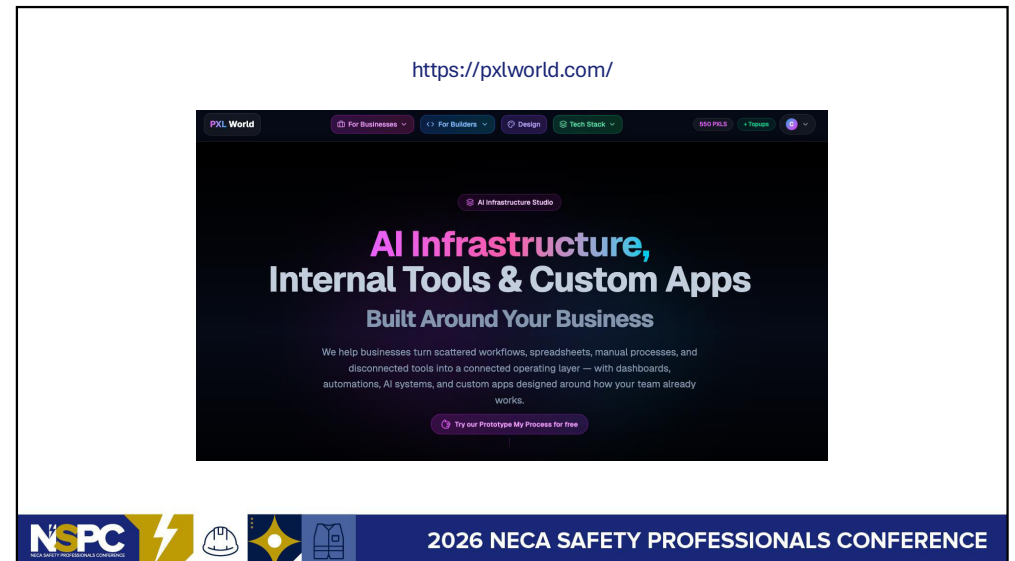 https://pxlworld.com/
PXL World
For Businesses
For Builders
Design
Tech Stack
550 PXLS
+ Topups
C
AI Infrastructure Studio
AI Infrastructure,
Internal Tools & Custom Apps
Built Around Your Business
We help businesses turn scattered workflows, spreadsheets, manual processes, and
disconnected tools into a connected operating layer — with dashboards,
automations, AI systems, and custom apps designed around how your team already
works.
Try our Prototype My Process for free
NSPC
NECA SAFETY PROFESSIONALS CONFERENCE
2026 NECA SAFETY PROFESSIONALS CONFERENCE